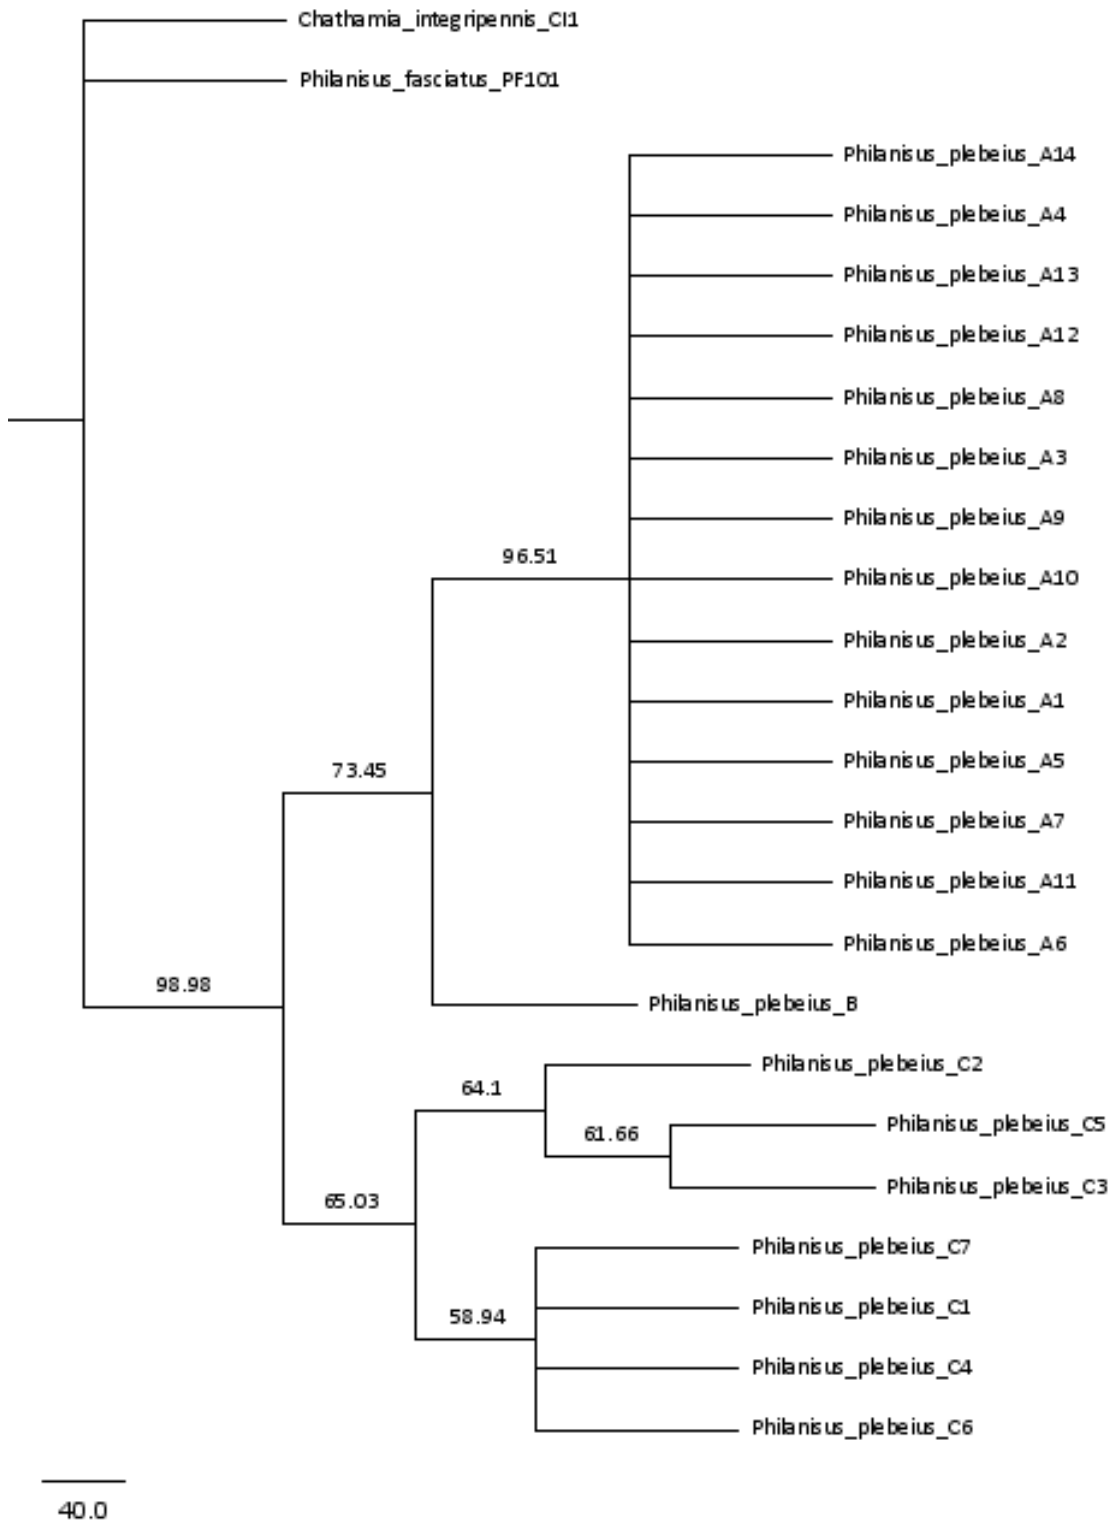 Chathamia_integripennis_CI1
Philanisus_fasciatus_PF101
Philanisus_plebeius_A14
Philanisus_plebeius_A4
Philanisus_plebeius_A13
Philanisus_plebeius_A12
Philanisus_plebeius_A8
Philanisus_plebeius_A3
Philanisus_plebeius_A9
96.51
Philanisus_plebeius_A10
Philanisus_plebeius_A2
Philanisus_plebeius_A1
Philanisus_plebeius_A5
73.45
Philanisus_plebeius_A7
Philanisus_plebeius_A11
Philanisus_plebeius_A6
98.98
Philanisus_plebeius_B
Philanisus_plebeius_C2
64.1
Philanisus_plebeius_C5
61.66
Philanisus_plebeius_C3
65.03
Philanisus_plebeius_C7
Philanisus_plebeius_C1
58.94
Philanisus_plebeius_C4
Philanisus_plebeius_C6
40.0